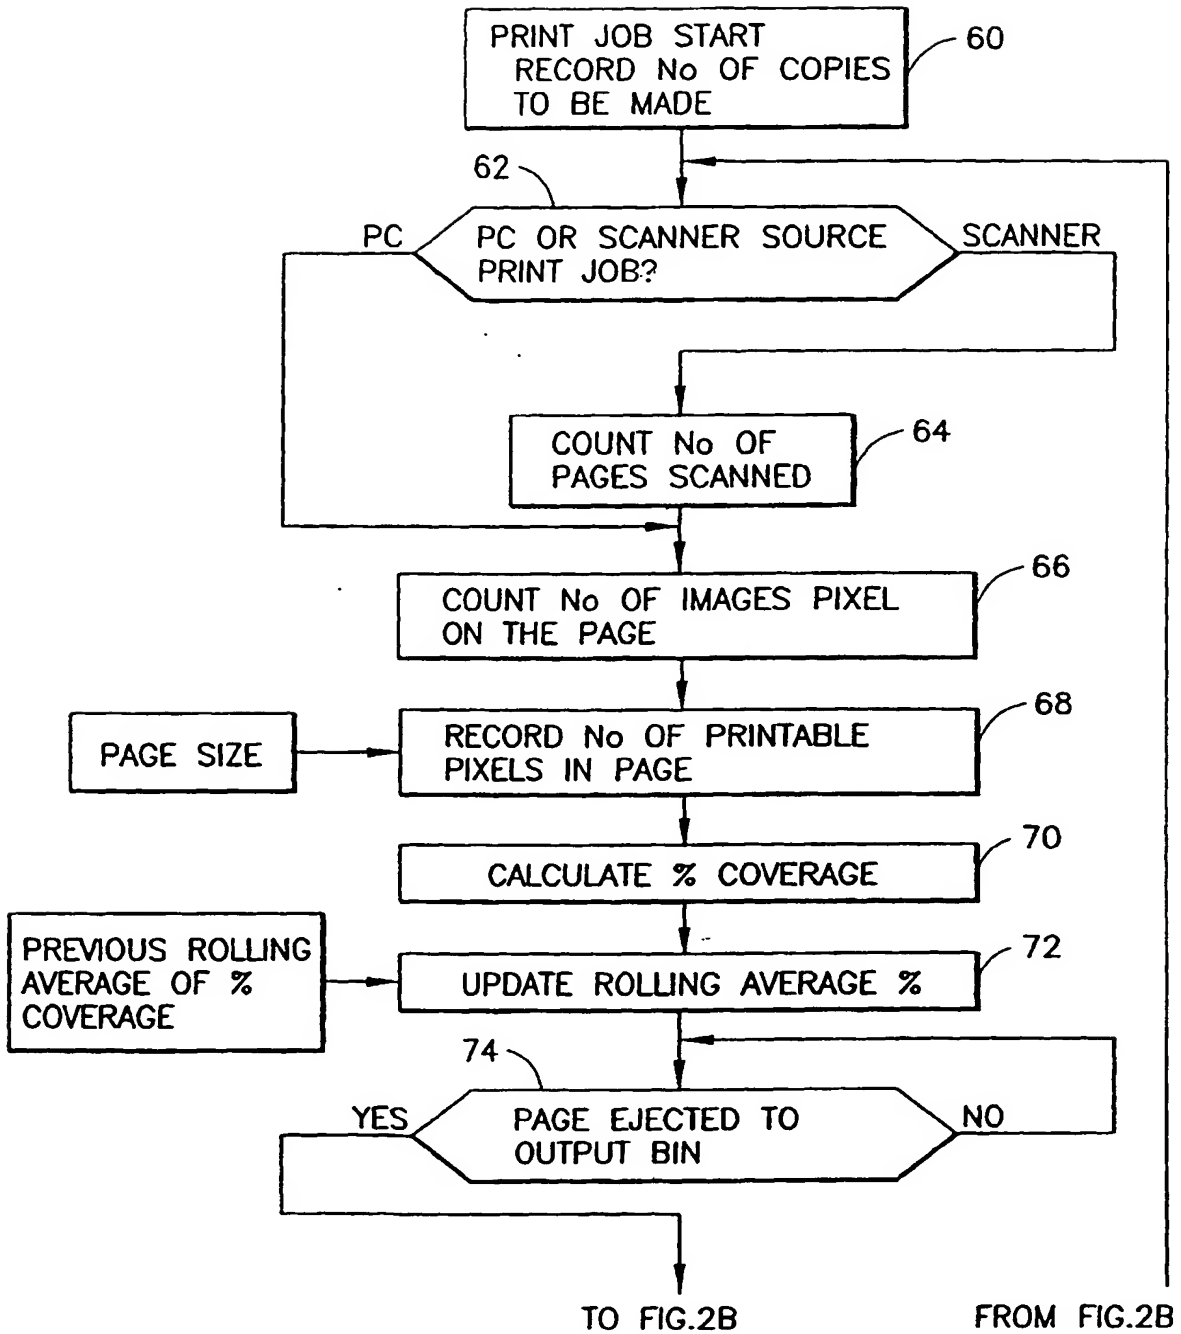 PRINT JOB START
RECORD No OF COPIES
TO BE MADE
60
62
PC
PC OR SCANNER SOURCE
PRINT JOB?
SCANNER
COUNT No OF
PAGES SCANNED
64
COUNT No OF IMAGES PIXEL
ON THE PAGE
66
PAGE SIZE
RECORD No OF PRINTABLE
PIXELS IN PAGE
68
CALCULATE % COVERAGE
70
PREVIOUS ROLLING
AVERAGE OF %
COVERAGE
UPDATE ROLLING AVERAGE %
72
74
YES
PAGE EJECTED TO
OUTPUT BIN
NO
TO FIG.2B
FROM FIG.2B